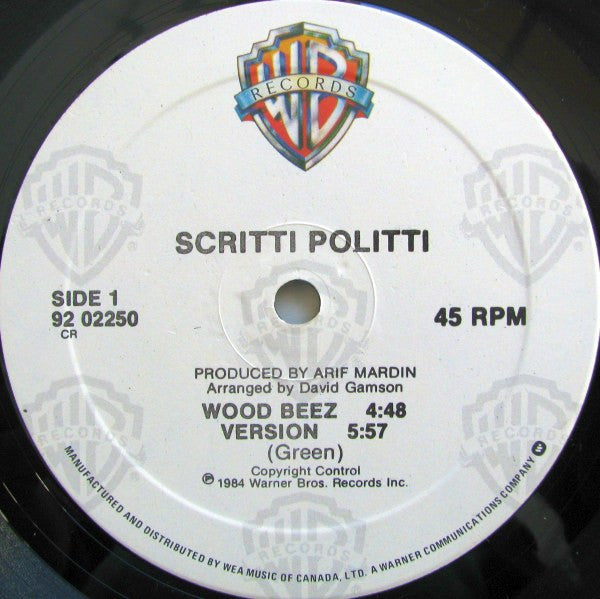 WB
RECORDS
SCRITTI POLITTI
SIDE 1
92 02250
CR
45 RPM
PRODUCED BY ARIF MARDIN
Arranged by David Gamson
WOOD BEEZ 4:48
VERSION 5:57
(Green)
Copyright Control
℗ 1984 Warner Bros. Records Inc.
MANUFACTURED AND DISTRIBUTED BY WEA MUSIC OF CANADA, LTD. A WARNER COMMUNICATIONS COMPANY